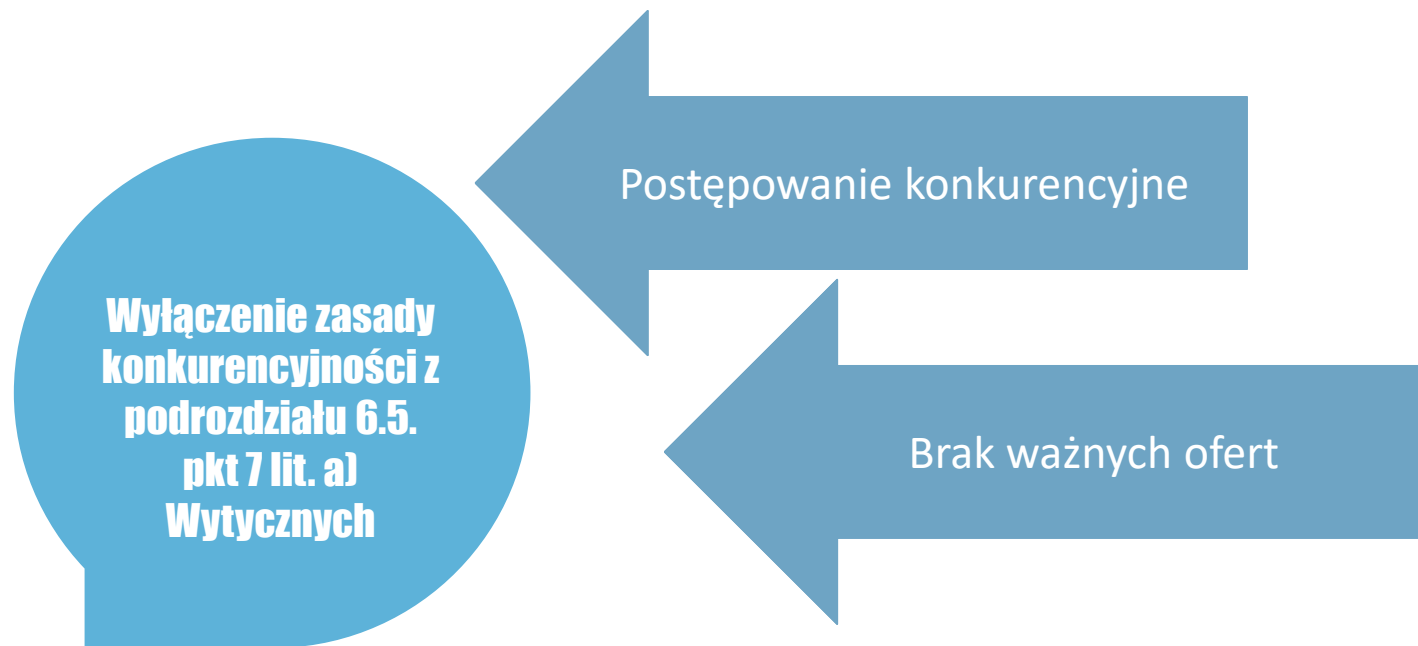 Postępowanie konkurencyjne
Wyłączenie zasady
konkurencyjności z
podrozdziału 6.5.
pkt 7 lit. a)
Wytycznych
Brak ważnych ofert